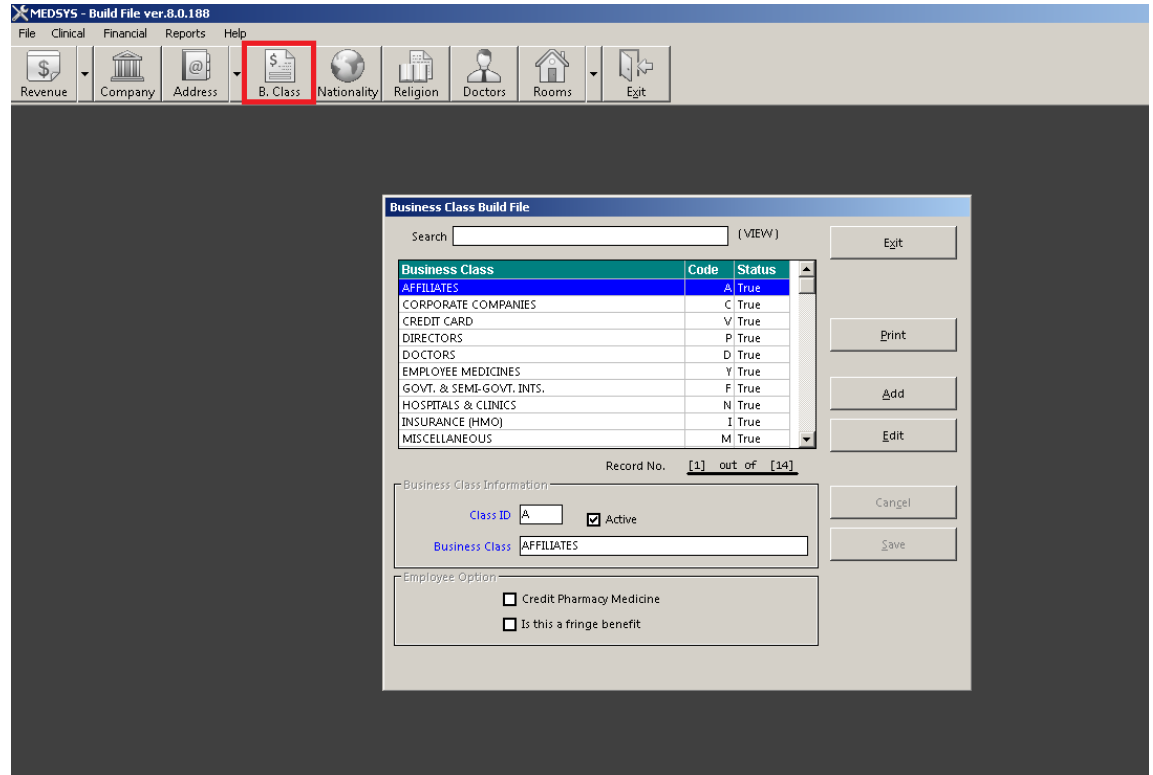 MEDSYS - Build File ver.8.0.188
File Clinical Financial Reports Help
Revenue Company Address B. Class Nationality Religion Doctors Rooms Exit
Business Class Build File
Search (VIEW)
Exit
Business Class Code Status
AFFILIATES A True
CORPORATE COMPANIES C True
CREDIT CARD V True
DIRECTORS P True
Print
DOCTORS D True
EMPLOYEE MEDICINES Y True
GOVT. & SEMI-GOVT. INTS. F True
Add
HOSPITALS & CLINICS N True
INSURANCE (HMO) I True
MISCELLANEOUS M True
Edit
Record No. [1] out of [14]
Business Class Information
Cancel
Class ID A Active
Business Class AFFILIATES
Save
Employee Option
Credit Pharmacy Medicine
Is this a fringe benefit